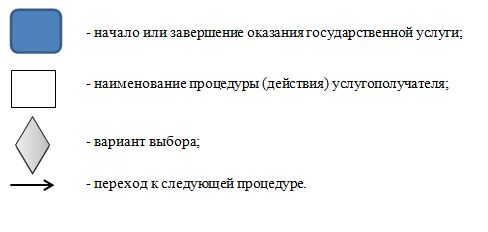 - начало или завершение оказания государственной услуги;
- наименование процедуры (действия) услугополучателя;
- вариант выбора;
- переход к следующей процедуре.